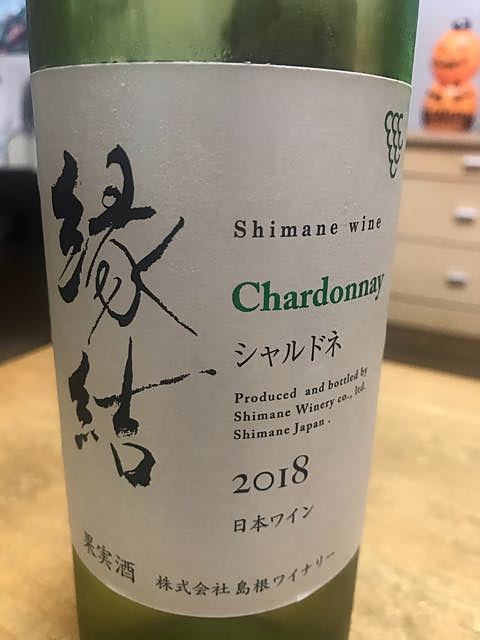 縁結
Shimane wine
Chardonnay
シャルドネ
Produced and bottled by
Shimane Winery co., ltd.
Shimane Japan .
2018
日本ワイン
果実酒
株式会社 島根ワイナリー